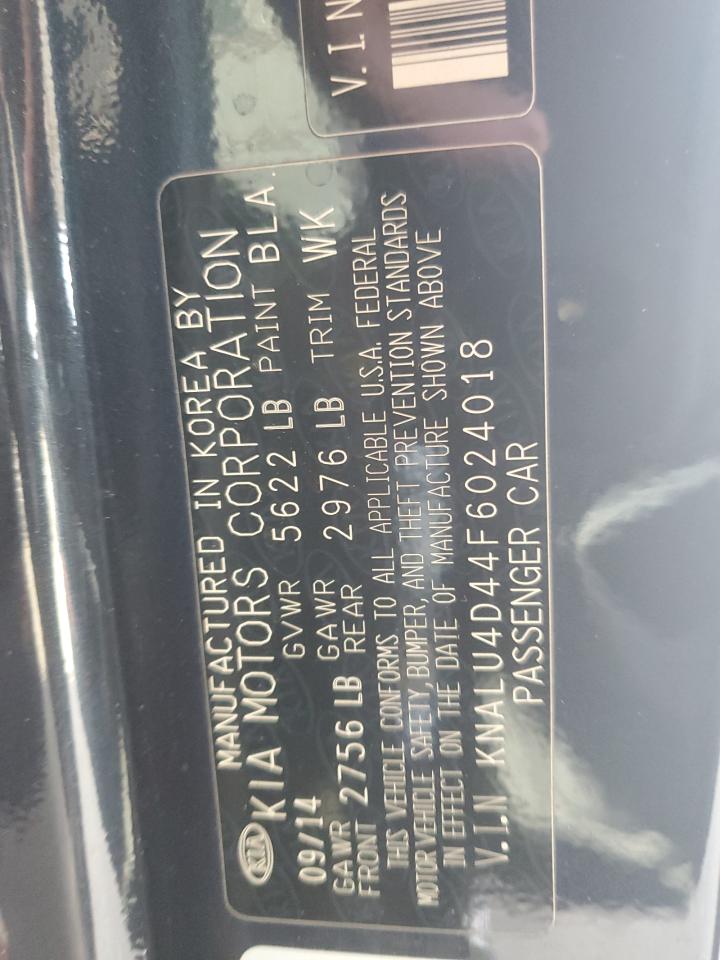 V.I.N
MANUFACTURED IN KOREA BY
KIA KIA MOTORS CORPORATION
09/14 GVWR 5622 LB PAINT BLA.
GAWR FRONT 2756 LB GAWR REAR 2976 LB TRIM WK
THIS VEHICLE CONFORMS TO ALL APPLICABLE U.S.A. FEDERAL
MOTOR VEHICLE SAFETY, BUMPER, AND THEFT PREVENTION STANDARDS
IN EFFECT ON THE DATE OF MANUFACTURE SHOWN ABOVE
V.I.N KNALU4D44F6024018
PASSENGER CAR